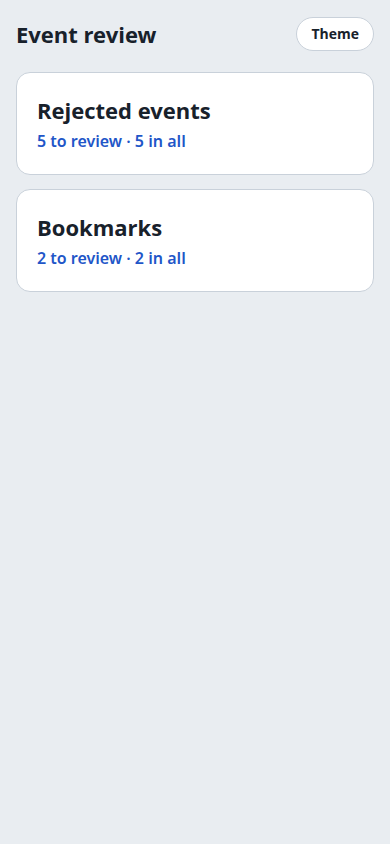 Event review
Theme
Rejected events
5 to review · 5 in all
Bookmarks
2 to review · 2 in all